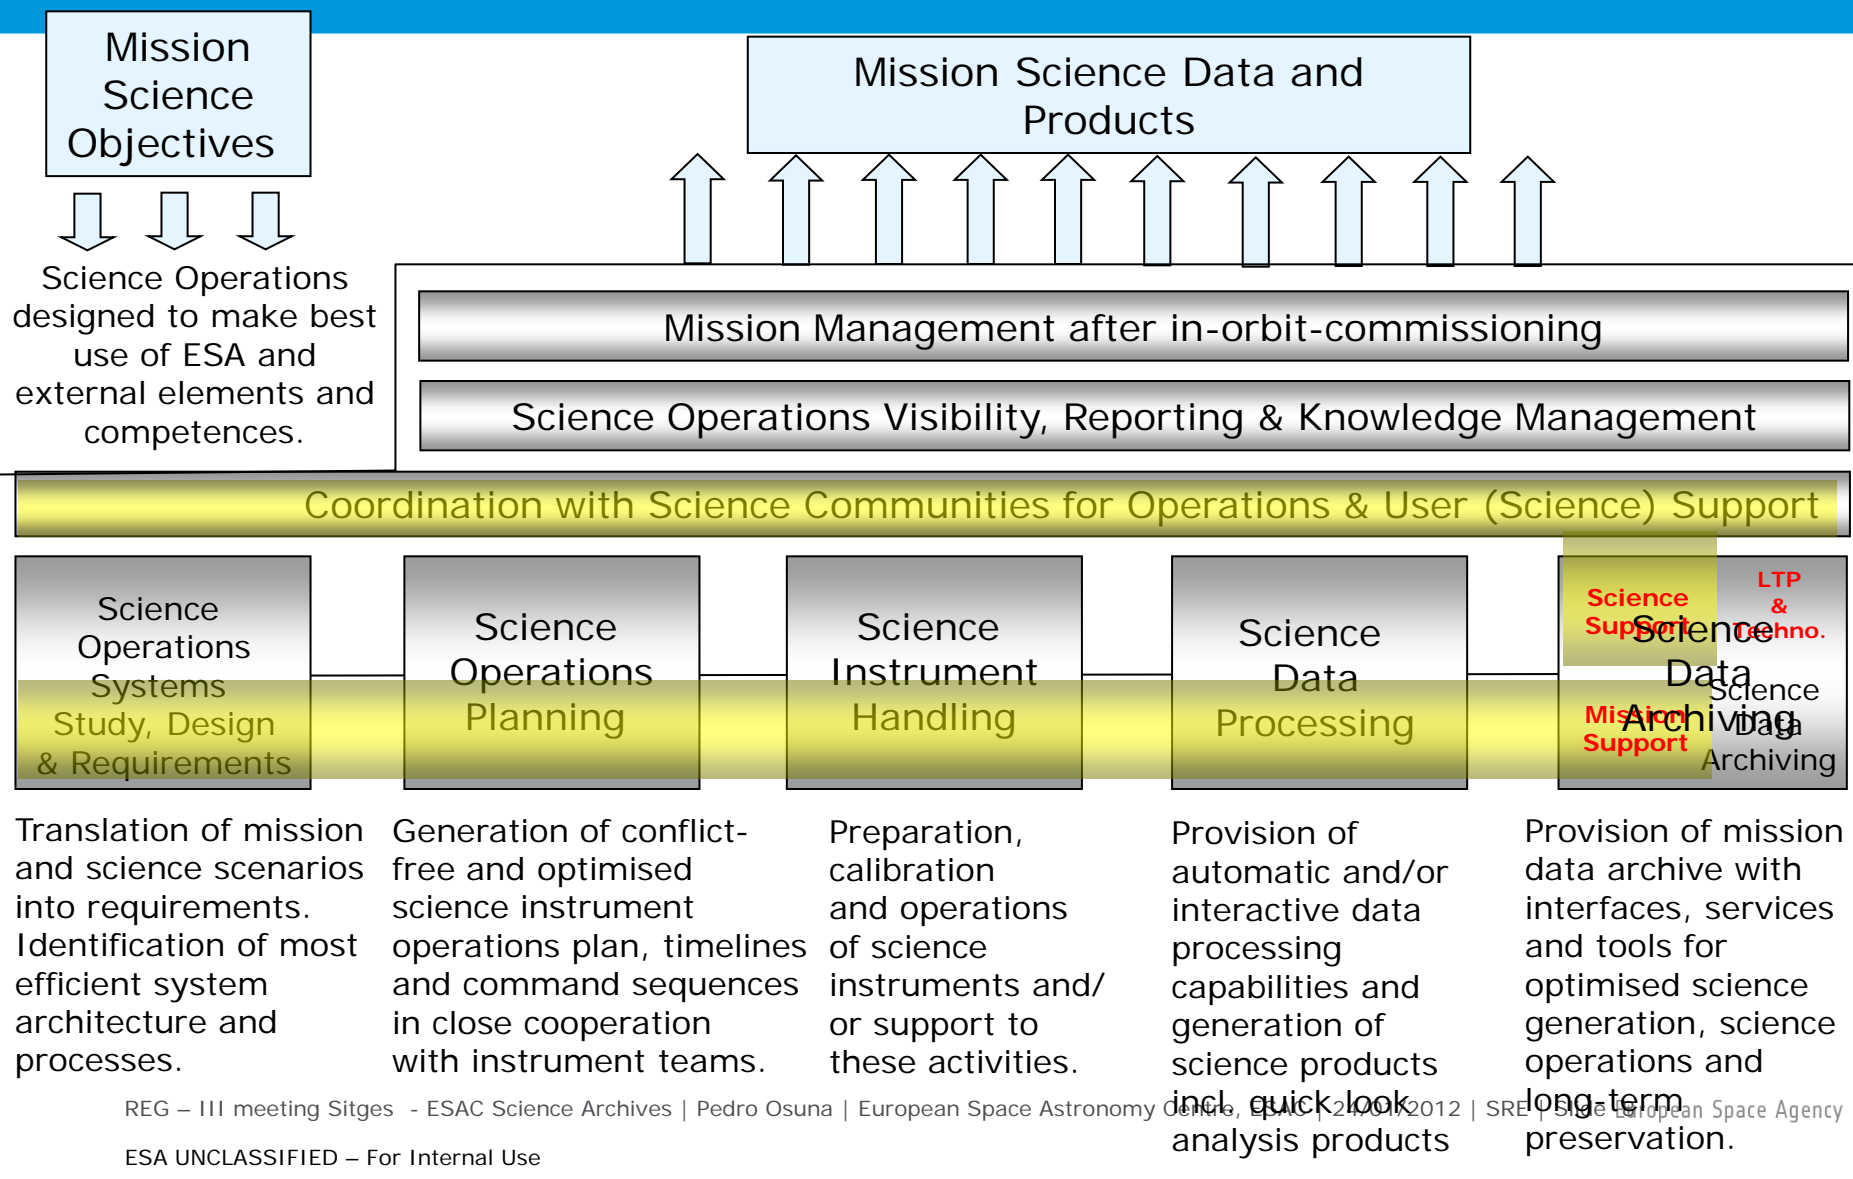 Mission
Science
Objectives
Mission Science Data and
Products
Science Operations
designed to make best
use of ESA and
external elements and
competences.
Mission Management after in-orbit-commissioning
Science Operations Visibility, Reporting & Knowledge Management
Coordination with Science Communities for Operations & User (Science) Support
Science
Operations
Systems
Study, Design
& Requirements
Science
Operations
Planning
Science
Instrument
Handling
Science
Data
Processing
Science
Support
LTP
&
Techno.
Science
Data
Archiving
Mission
Support
Science
Data
Archiving
Translation of mission
and science scenarios
into requirements.
Identification of most
efficient system
architecture and
processes.
Generation of conflict-
free and optimised
science instrument
operations plan, timelines
and command sequences
in close cooperation
with instrument teams.
Preparation,
calibration
and operations
of science
instruments and/
or support to
these activities.
Provision of
automatic and/or
interactive data
processing
capabilities and
generation of
science products
incl. quick look
analysis products
Provision of mission
data archive with
interfaces, services
and tools for
optimised science
generation, science
operations and
long-term
preservation.
REG – III meeting Sitges - ESAC Science Archives | Pedro Osuna | European Space Astronomy Centre, ESAC | 24/01/2012 | SRE | Slide
European Space Agency
ESA UNCLASSIFIED – For Internal Use